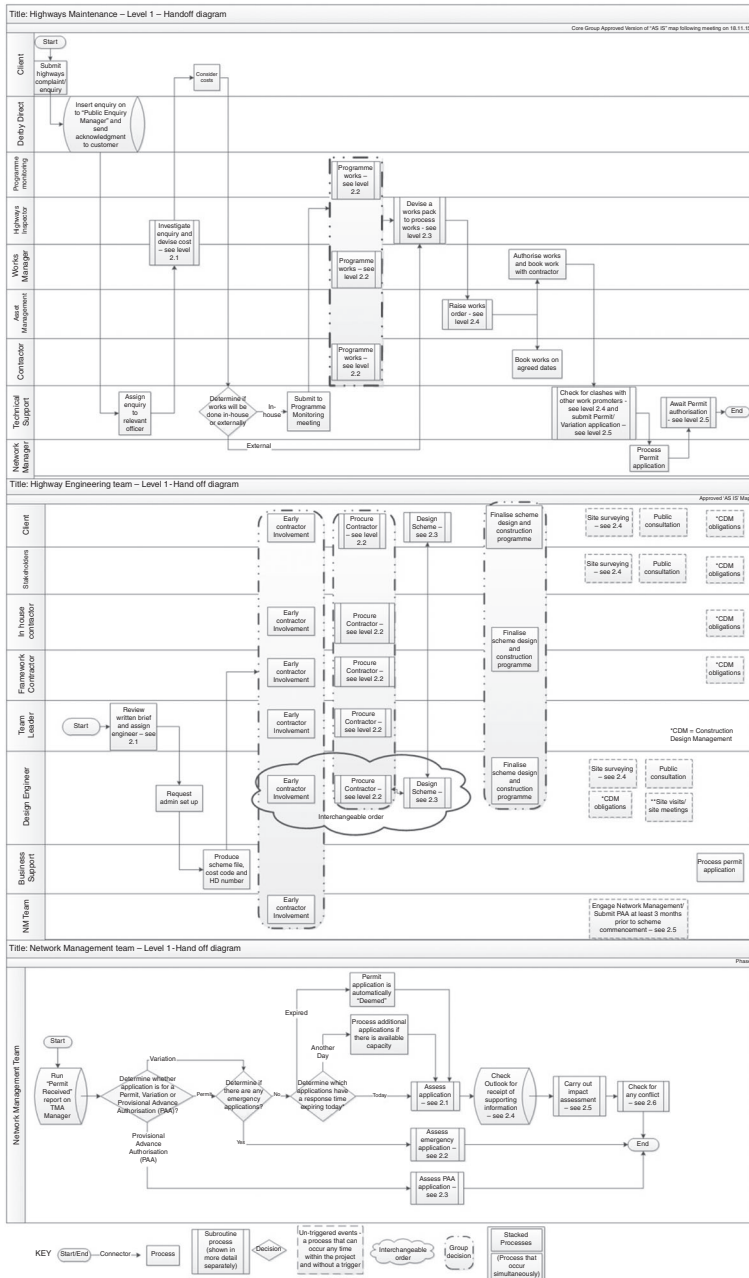 Title: Highways Maintenance – Level 1 – Handoff diagram
Core Group Approved Version of "AS IS" map following meeting on 18.11.1
Client
Start
Submit
highways
complaint/
enquiry
Consider
costs
Derby Direct
Insert enquiry on
to "Public Enquiry
Manager" and
send
acknowledgment
to customer
Programme
monitoring
Programme
works –
see level
2.2
Highways
Inspector
Investigate
enquiry and
devise cost
– see level
2.1
Devise a
works pack
to process
works - see
level 2.3
Works
Manager
Programme
works – see
level 2.2
Authorise works
and book work
with contractor
Asset
Management
Raise works
order - see
level 2.4
Contractor
Programme
works – see
level 2.2
Book works on
agreed dates
Technical
Support
Assign
enquiry to
relevant
officer
Determine if
works will be
done in-house
or externally
In-
house
Submit to
Programme
Monitoring
meeting
Check for clashes with
other work promoters -
see level 2.4 and
submit Permit/
Variation application –
see level 2.5
Await Permit
authorisation -
see level 2.5
End
External
Network
Manager
Process
Permit
application
Title: Highway Engineering team – Level 1-Hand off diagram
Approved 'AS IS' Map
Client
Early
contractor
Involvement
Procure
Contractor
– see level
2.2
Design
Scheme –
see 2.3
Finalise scheme
design and
construction
programme
Site surveying
– see 2.4
Public
consultation
*CDM
obligations
Stakeholders
Site surveying
– see 2.4
Public
consultation
*CDM
obligations
In house
contractor
Early
contractor
Involvement
Procure
Contractor –
see level 2.2
Finalise
scheme design
and
construction
programme
*CDM
obligations
Framework
Contractor
Early
contractor
Involvement
Procure
Contractor –
see level 2.2
*CDM
obligations
Team
Leader
Start
Review
written brief
and assign
engineer – see
2.1
Early
contractor
Involvement
Procure
Contractor –
see level 2.2
*CDM = Construction
Design Management
Design Engineer
Request
admin set up
Early
contractor
Involvement
Procure
Contractor –
see level 2.2
Design
Scheme –
see 2.3
Interchangeable order
Finalise
scheme design
and
construction
programme
Site surveying
– see 2.4
Public
consultation
*CDM
obligations
**Site visits/
site meetings
Business
Support
Produce
scheme file,
cost code and
HD number
Process permit
application
NM Team
Early
contractor
Involvement
Engage Network Management/
Submit PAA at least 3 months
prior to scheme
commencement – see 2.5
Title: Network Management team – Level 1-Hand off diagram
Phas
Network Management Team
Start
Run
"Permit
Received"
report on
TMA
Manager
Determine whether
application is for a
Permit, Variation or
Provisional Advance
Authorisation (PAA)?
Variation
Permit
Provisional
Advance
Authorisation
(PAA)
Determine if
there are any
emergency
applications?
No
Yes
Determine which
applications have
a response time
expiring today"
Expired
Another
Day
Today
Permit
application is
automatically
"Deemed"
Process additional
applications if
there is available
capacity
Assess
application
– see 2.1
Check
Outlook for
receipt of
supporting
information
– see 2.4
Carry out
impact
assessment
– see 2.5
Check for
any conflict
– see 2.6
Assess
emergency
application –
see 2.2
End
Assess PAA
application –
see 2.3
KEY
Start/End
Connector
Process
Subroutine
process
(shown in
more detail
separately)
Decision
Un-triggered events -
a process that can
occur any time
within the project
and without a trigger
Interchangeable
order
Group
decision
Stacked
Processes
(Process that
occur
simultaneously)